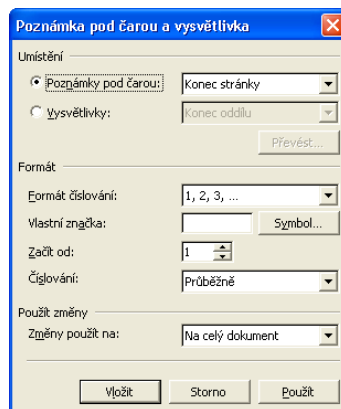 Poznámka pod čarou a vysvětlivka
Umístění
Poznámky pod čarou: Konec stránky
Vysvětlivky: Konec oddílu
Převést...
Formát
Formát číslování: 1, 2, 3, ...
Vlastní značka: Symbol...
Začít od: 1
Číslování: Průběžně
Použít změny
Změny použít na: Na celý dokument
Vložit Storno Použít